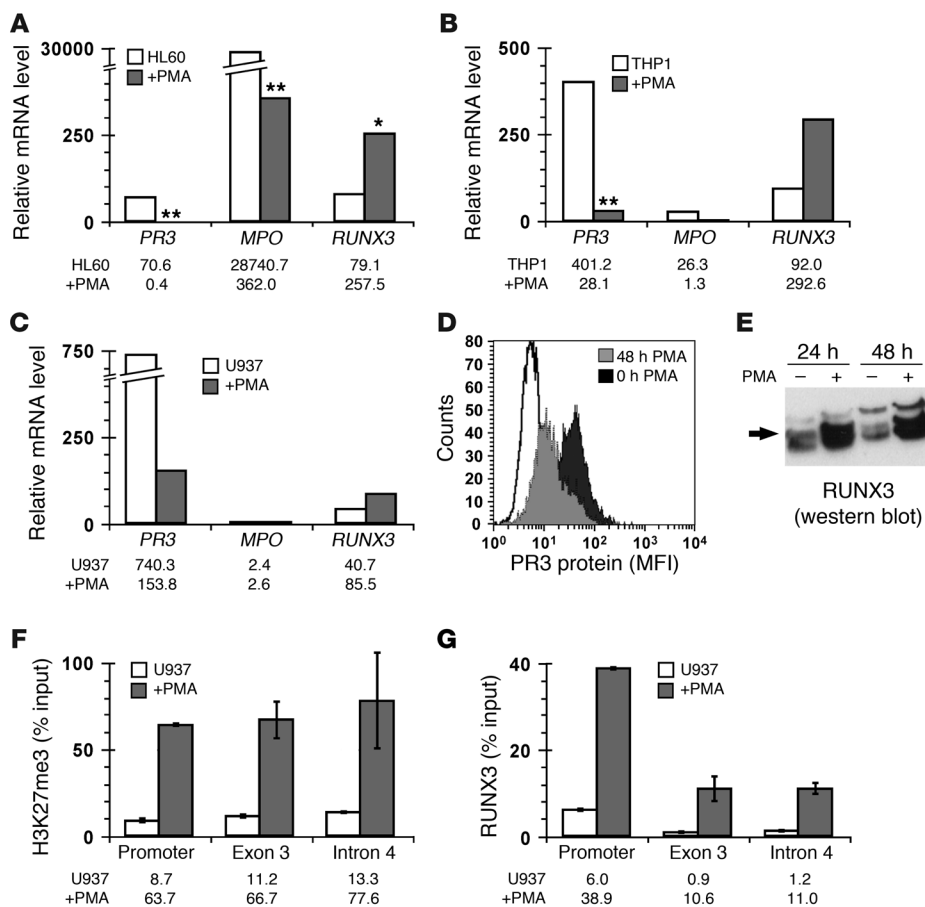 A
Relative mRNA level
30000
250
0
HL60
+PMA
**
**
*
PR3 MPO RUNX3
HL60 70.6 28740.7 79.1
+PMA 0.4 362.0 257.5
B
Relative mRNA level
500
250
0
THP1
+PMA
**
PR3 MPO RUNX3
THP1 401.2 26.3 92.0
+PMA 28.1 1.3 292.6
C
Relative mRNA level
750
250
0
U937
+PMA
PR3 MPO RUNX3
U937 740.3 2.4 40.7
+PMA 153.8 2.6 85.5
D
Counts
80
70
60
50
40
30
20
10
0
48 h PMA
0 h PMA
10⁰ 10¹ 10² 10³ 10⁴
PR3 protein (MFI)
E
24 h 48 h
PMA – + – +
RUNX3
(western blot)
F
H3K27me3 (% input)
100
50
0
U937
+PMA
Promoter Exon 3 Intron 4
U937 8.7 11.2 13.3
+PMA 63.7 66.7 77.6
G
RUNX3 (% input)
40
20
0
U937
+PMA
Promoter Exon 3 Intron 4
U937 6.0 0.9 1.2
+PMA 38.9 10.6 11.0